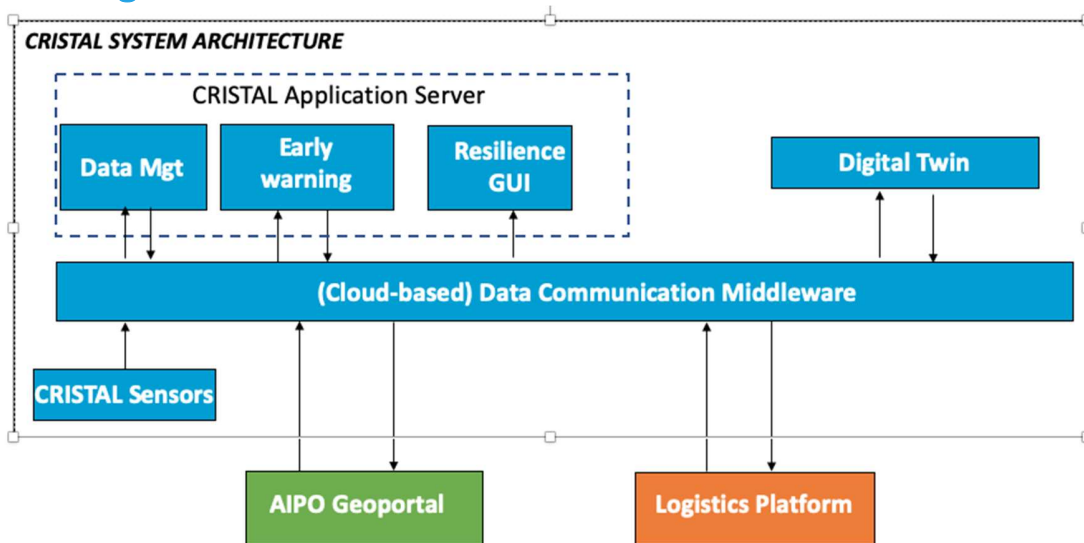 CRISTAL SYSTEM ARCHITECTURE
CRISTAL Application Server
Data Mgt
Early
warning
Resilience
GUI
Digital Twin
(Cloud-based) Data Communication Middleware
CRISTAL Sensors
AIPO Geoportal
Logistics Platform